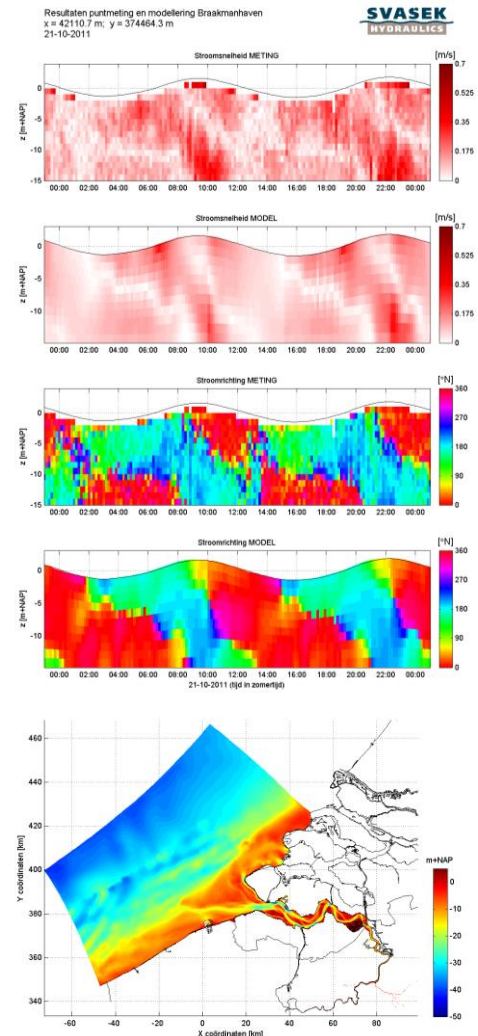 Resultaten puntmeting en modellering Braakmanhaven
x = 42110.7 m; y = 374464.3 m
21-10-2011
SVASEK
HYDRAULICS
Stroomsnelheid METING
[m/s]
0.7
0.525
0.35
0.175
0
z [m+NAP]
0
-5
-10
-15
00:00 02:00 04:00 06:00 08:00 10:00 12:00 14:00 16:00 18:00 20:00 22:00 00:00
Stroomsnelheid MODEL
[m/s]
0.7
0.525
0.35
0.175
0
z [m+NAP]
0
-5
-10
00:00 02:00 04:00 06:00 08:00 10:00 12:00 14:00 16:00 18:00 20:00 22:00 00:00
Stroomrichting METING
[°N]
360
270
180
90
0
z [m+NAP]
0
-5
-10
-15
00:00 02:00 04:00 06:00 08:00 10:00 12:00 14:00 16:00 18:00 20:00 22:00 00:00
Stroomrichting MODEL
[°N]
360
270
180
90
0
z [m+NAP]
0
-5
-10
00:00 02:00 04:00 06:00 08:00 10:00 12:00 14:00 16:00 18:00 20:00 22:00 00:00
21-10-2011 (tijd in zomertijd)
Y coördinaten [km]
460
440
420
400
380
360
340
m+NAP
0
-10
-20
-30
-40
-50
-60 -40 -20 0 20 40 60 80
X coördinaten [km]